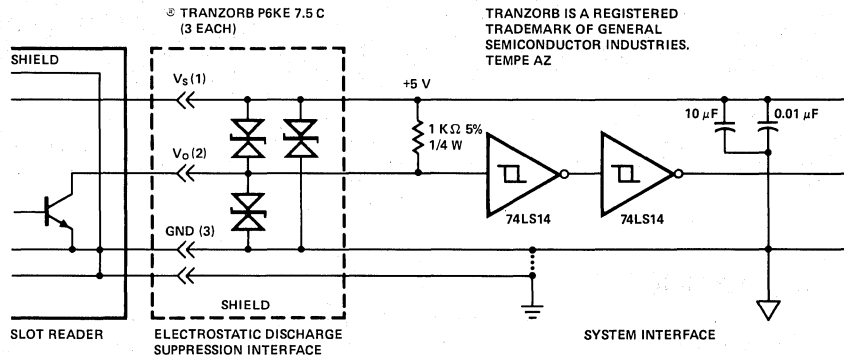 ® TRANZORB P6KE 7.5 C
(3 EACH)
TRANZORB IS A REGISTERED
TRADEMARK OF GENERAL
SEMICONDUCTOR INDUSTRIES.
TEMPE AZ
SHIELD
VS (1)
+5 V
10 µF
0.01 µF
1 KΩ 5%
1/4 W
VO (2)
74LS14
74LS14
GND (3)
SHIELD
SLOT READER
ELECTROSTATIC DISCHARGE
SUPPRESSION INTERFACE
SYSTEM INTERFACE